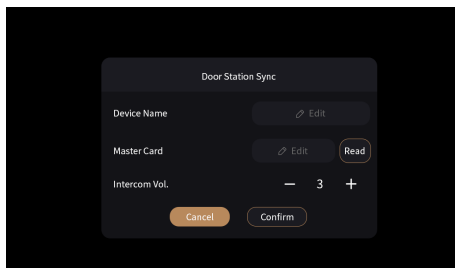 Door Station Sync
Device Name
Edit
Master Card
Edit
Read
Intercom Vol.
3
Cancel
Confirm